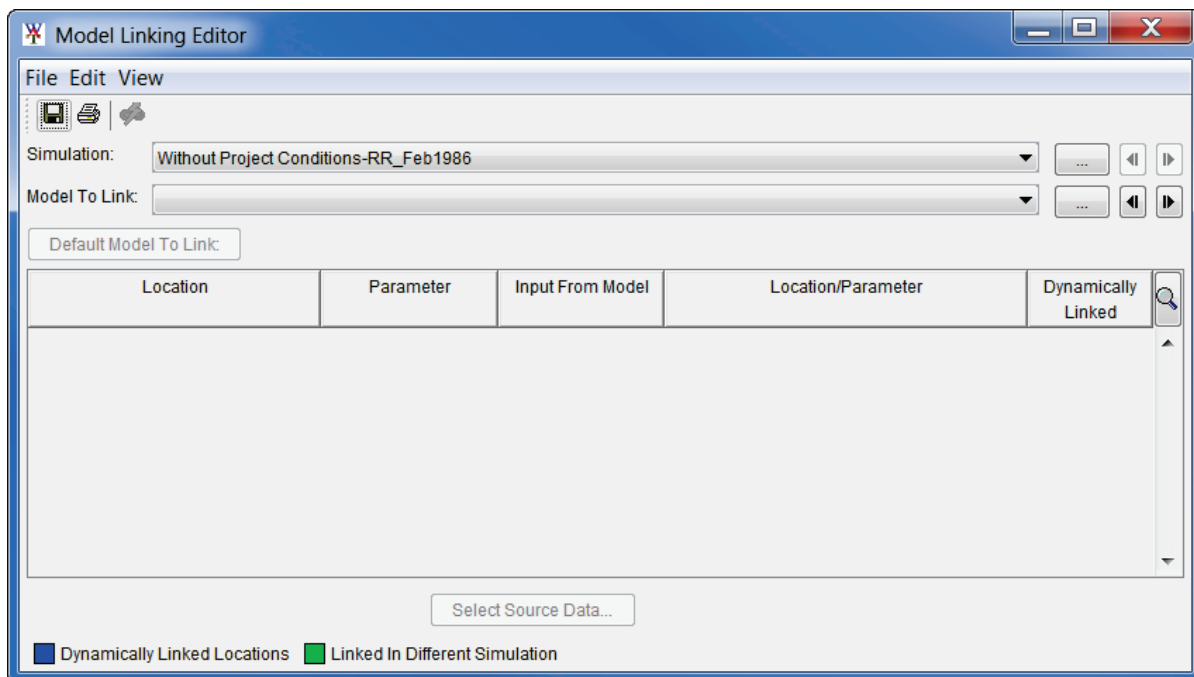 Model Linking Editor
File Edit View
Simulation: Without Project Conditions-RR_Feb1986 ...
Model To Link: ...
Default Model To Link:
Location Parameter Input From Model Location/Parameter Dynamically
Linked
Select Source Data...
Dynamically Linked Locations Linked In Different Simulation